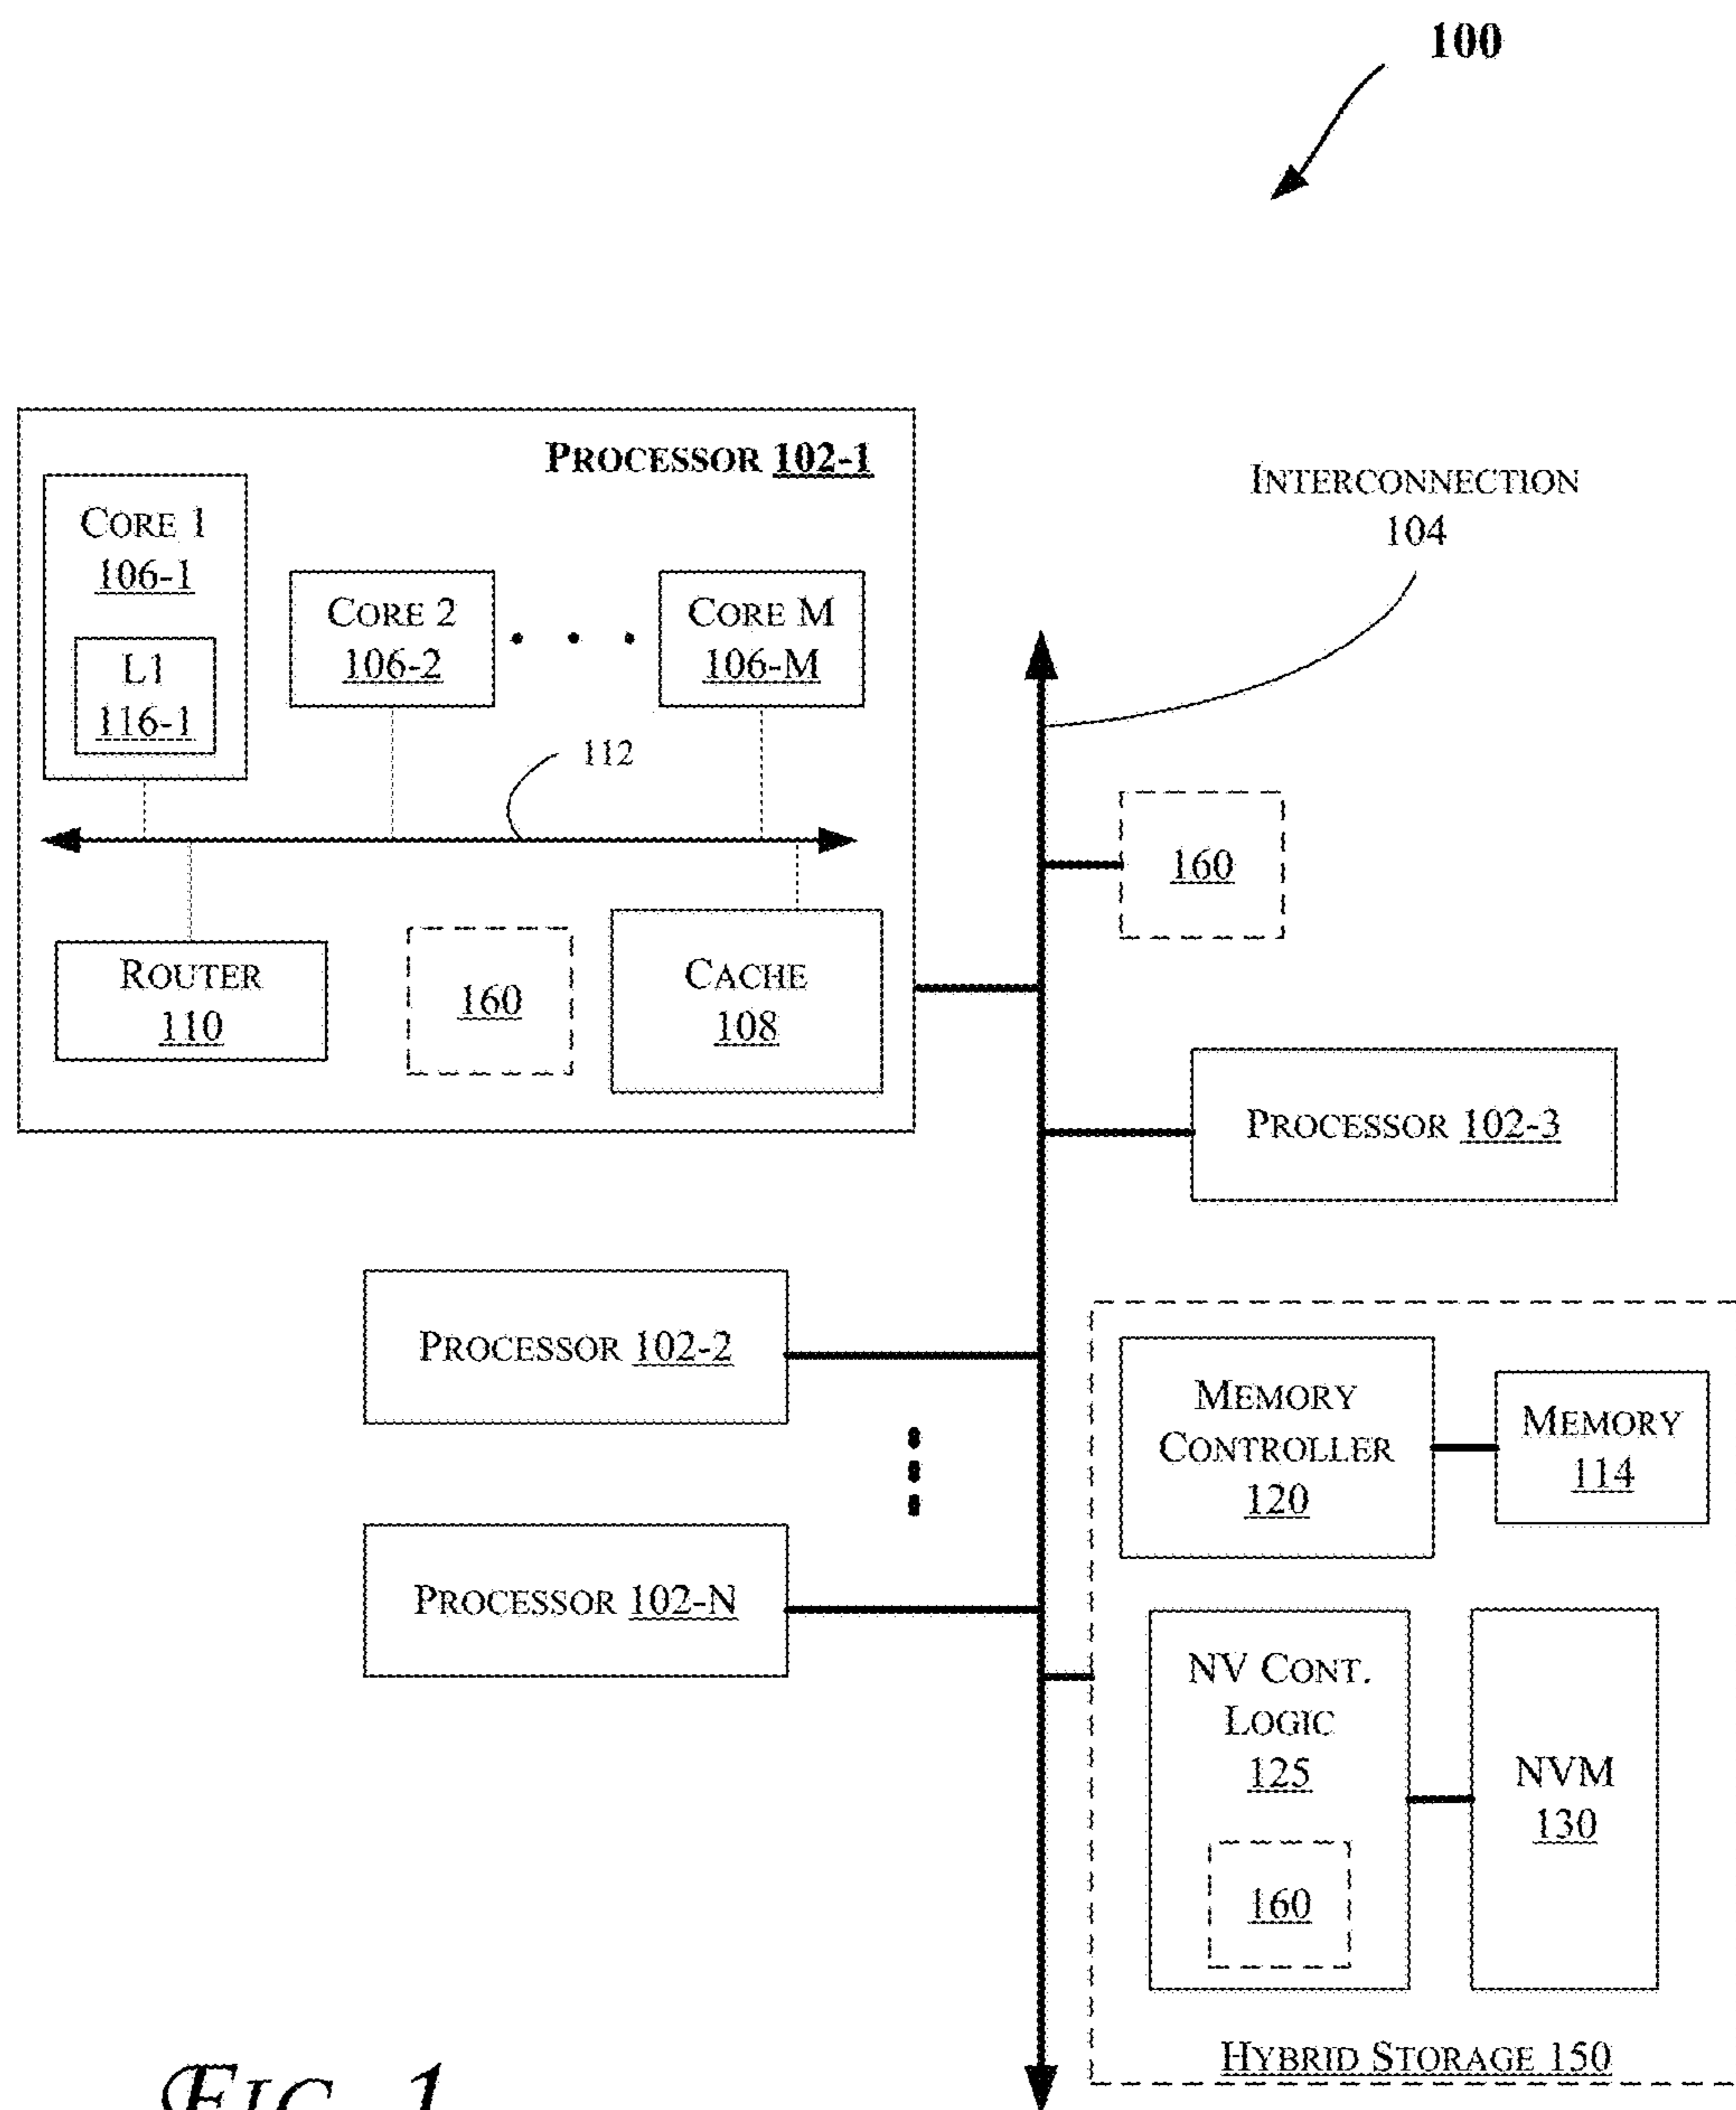 100
PROCESSOR 102-1
CORE 1
106-1
L1
116-1
CORE 2
106-2
CORE M
106-M
112
ROUTER
110
160
CACHE
108
INTERCONNECTION
104
160
PROCESSOR 102-3
PROCESSOR 102-2
PROCESSOR 102-N
MEMORY
CONTROLLER
120
MEMORY
114
NV CONT.
LOGIC
125
160
NVM
130
HYBRID STORAGE 150
FIG. 1